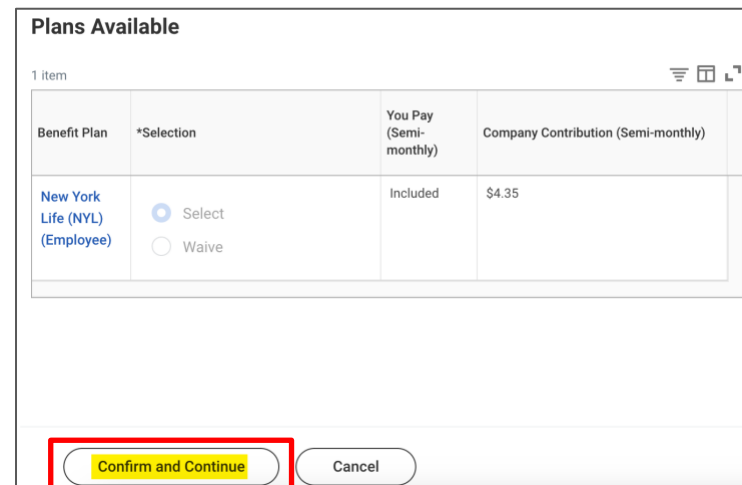 Plans Available
1 item
Benefit Plan
*Selection
You Pay
(Semi-
monthly)
Company Contribution (Semi-monthly)
New York
Life (NYL)
(Employee)
Select
Waive
Included
$4.35
Confirm and Continue
Cancel